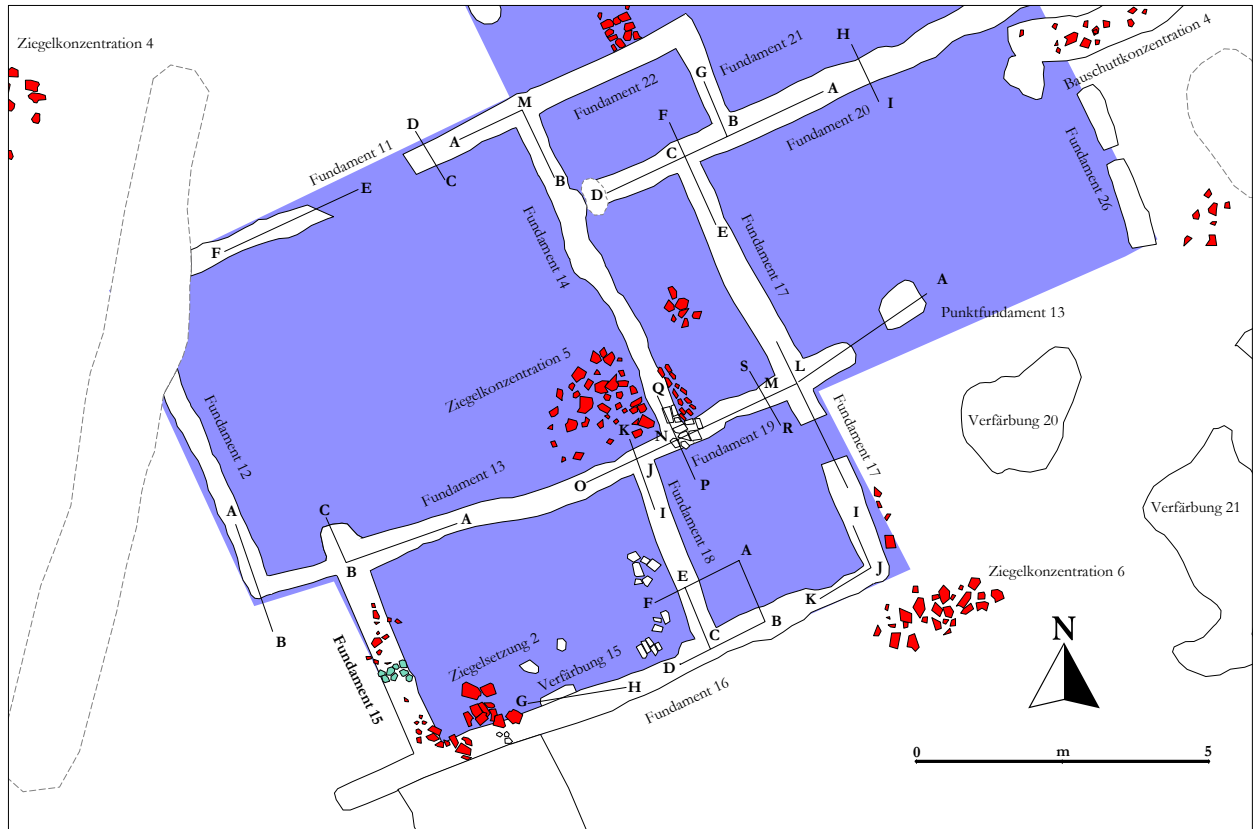 Ziegelkonzentration 4
H
Fundament 21
Bauschuttkonzentration 4
G
Fundament 22
A
M
I
B
D
F
Fundament 20
A
Fundament 11
C
C
B
D
E
Fundament 26
E
Fundament 17
F
Fundament 14
A
Punktfundament 13
Ziegelkonzentration 5
S
L
M
Q
Fundament 12
Fundament 17
Verfärbung 20
R
K
N
Fundament 19
J
Fundament 13
O
P
C
A
A
I
Fundament 18
I
Verfärbung 21
A
B
E
J
Ziegelkonzentration 6
K
F
B
C
B
Ziegelsetzung 2
Verfärbung 15
D
N
Fundament 15
H
G
Fundament 16
0 m 5